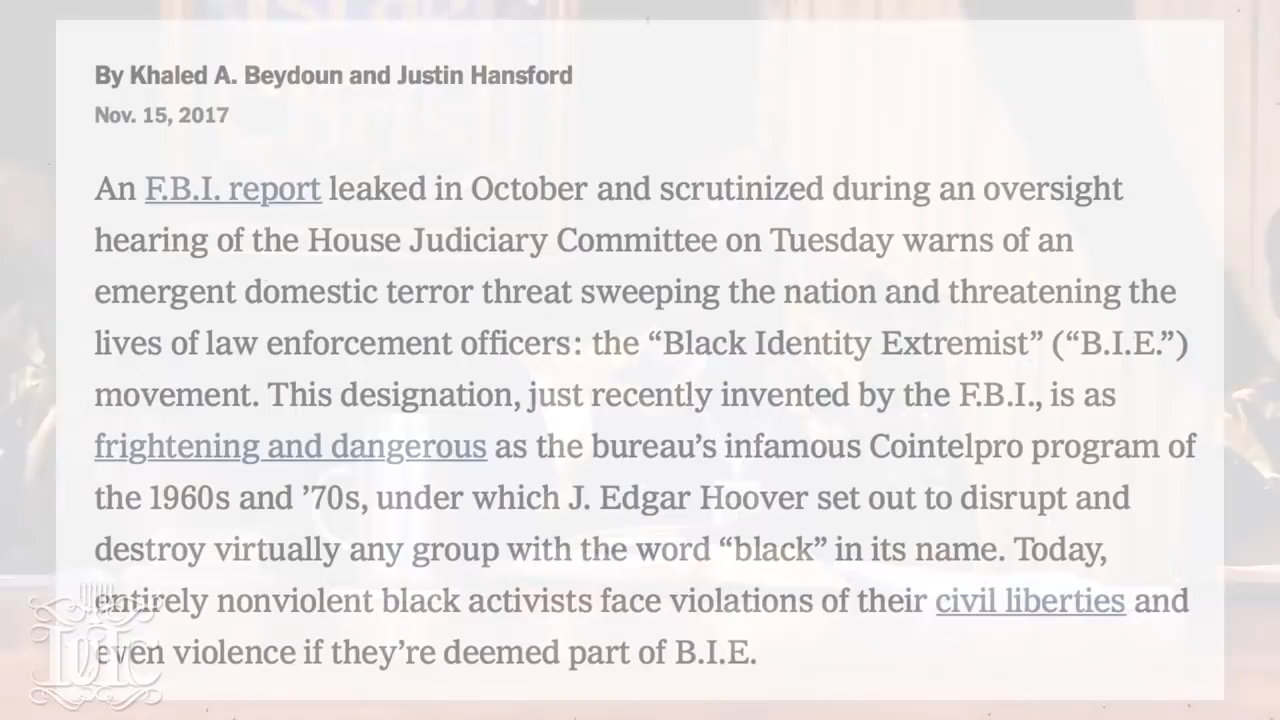 By Khaled A. Beydoun and Justin Hansford
Nov. 15, 2017
An F.B.I. report leaked in October and scrutinized during an oversight
hearing of the House Judiciary Committee on Tuesday warns of an
emergent domestic terror threat sweeping the nation and threatening the
lives of law enforcement officers: the “Black Identity Extremist” (“B.I.E.”)
movement. This designation, just recently invented by the F.B.I., is as
frightening and dangerous as the bureau’s infamous Cointelpro program of
the 1960s and ’70s, under which J. Edgar Hoover set out to disrupt and
destroy virtually any group with the word “black” in its name. Today,
entirely nonviolent black activists face violations of their civil liberties and
even violence if they’re deemed part of B.I.E.